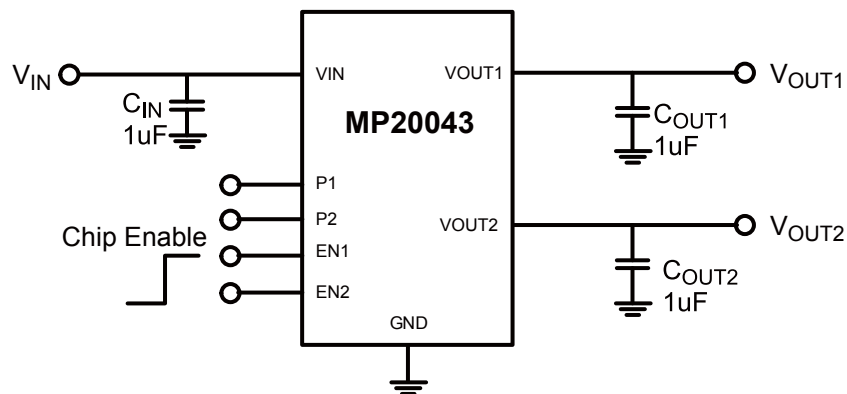 VIN
CIN
1uF
VIN
VOUT1
MP20043
P1
P2
EN1
EN2
VOUT2
GND
Chip Enable
VOUT1
COUT1
1uF
VOUT2
COUT2
1uF